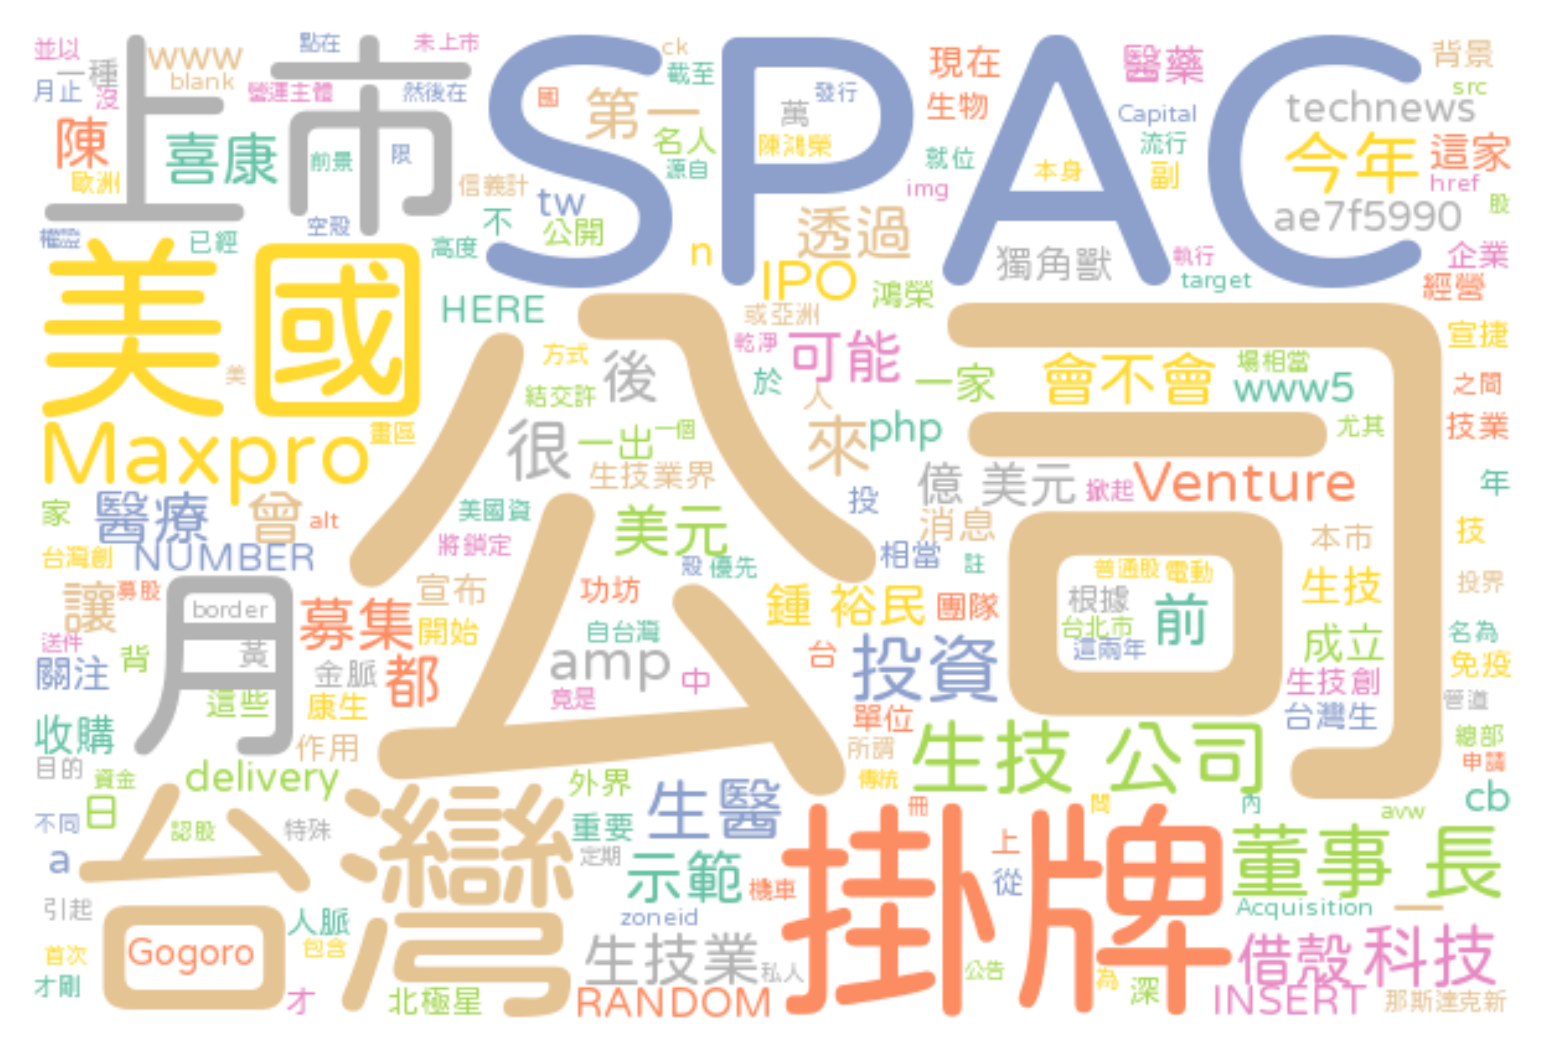 並以 一種 www 點在 未上市 ck 截至 現在 醫藥 背景
月止 沒 blank 營運主體 然後在 國 第一 萬 發行 生物 Capital technews src
上市 SPAC
陳 喜康 前景 限 名人 陳鴻榮 就位 流行 今年 這家
歐洲 信義計 源自 img 本身 副 href
空殼 tw ae7f5990 股
權證 已經 高度 不 公開 n 透過 獨角獸 執行 企業
美國 HERE IPO 鴻榮 target 經營
或亞洲 宣捷
美 方式 後 乾淨 可能 一家 會不會 場相當
結交許 於 人 www5 之間
Maxpro 畫區 很 一出 一個 來 php 尤其 技業
生技業界 億 美元 掀起 Venture 年
家 醫療 曾 alt 美國資 美元 投 消息 本市 技
台灣創 NUMBER 將鎖定 殼 優先 相當 註 普通股 電動
公司
讓 募股 border 募集 宣布 功坊 鍾 裕民 團隊 根據 前 生技 投界
月 開始 自台灣 台北市 名為
送件 背 黃 amp 中 台 投資 這兩年 成立 免疫
關注 金脈 都 竟是 生技創 管道
這些 康生 單位 台灣生
收購 作用 所謂 生技 公司 總部
目的 資金 delivery 外界 傳統 申請
不同 日 認股 特殊 重要 生醫 冊 問 內 avw cb
台灣 掛牌
a 定期 示範 機車 上 從 董事 長
引起 人脈 zoneid Acquisition 一
首次 Gogoro 包含 生技業 私人 公告 為 借殼 科技
才剛 才 北極星 RANDOM 深 INSERT 那斯達克新